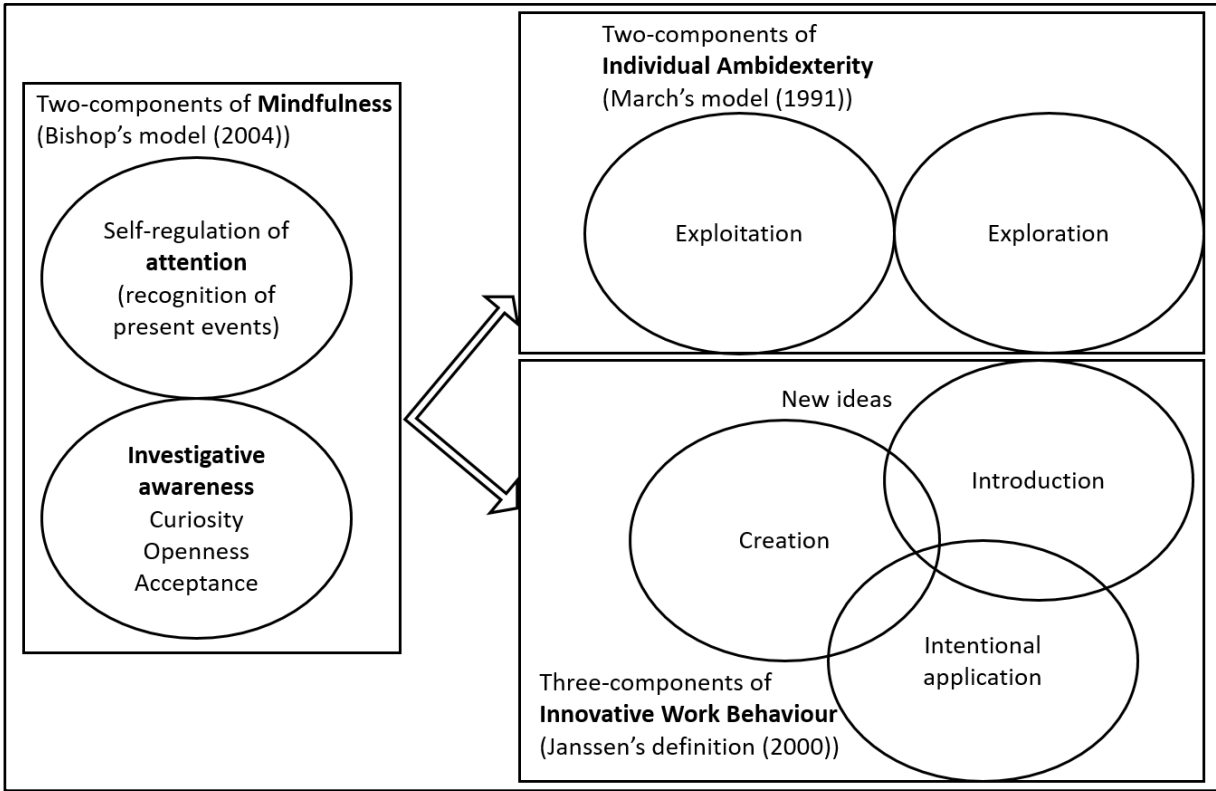 Two-components of Mindfulness
(Bishop's model (2004))
Self-regulation of
attention
(recognition of
present events)
Investigative
awareness
Curiosity
Openness
Acceptance
Two-components of
Individual Ambidexterity
(March's model (1991))
Exploitation
Exploration
New ideas
Creation
Introduction
Intentional
application
Three-components of
Innovative Work Behaviour
(Janssen's definition (2000))